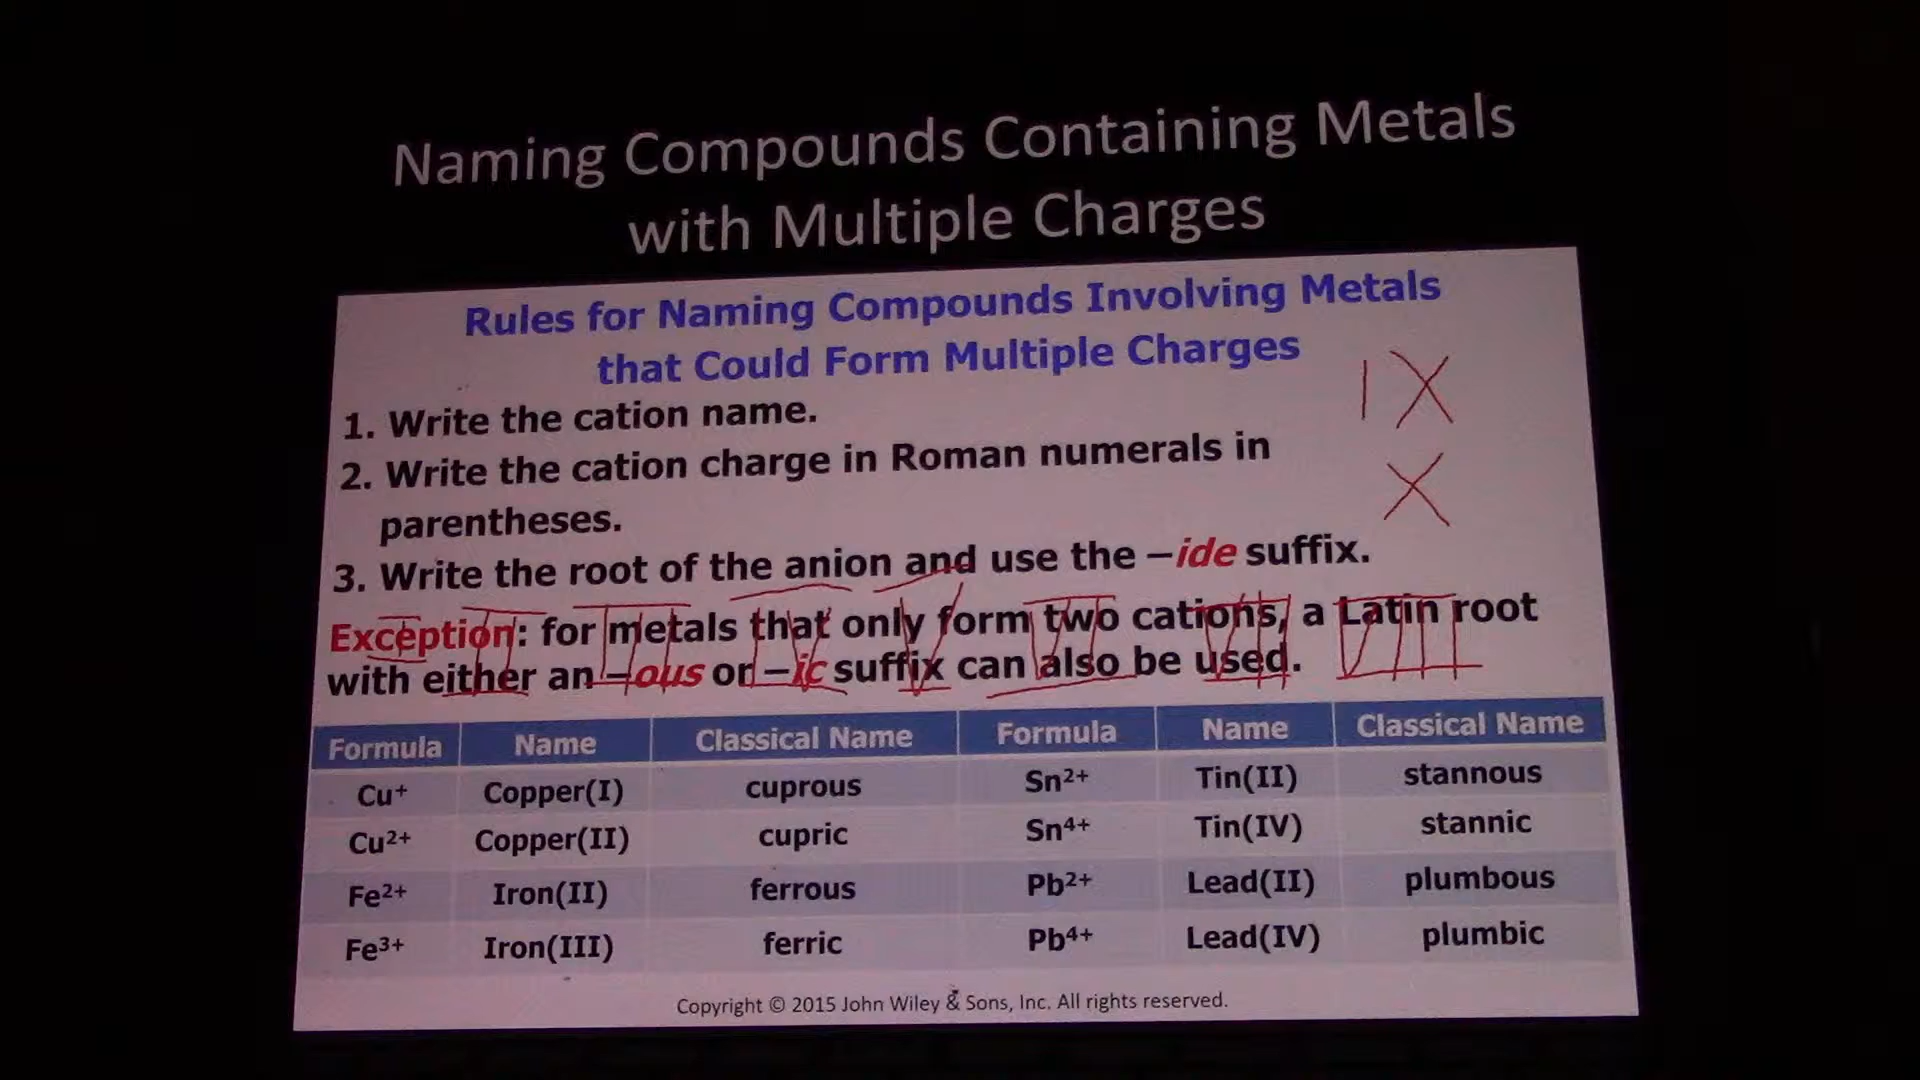 Naming Compounds Containing Metals
with Multiple Charges
Rules for Naming Compounds Involving Metals
that Could Form Multiple Charges
1. Write the cation name.
2. Write the cation charge in Roman numerals in
parentheses.
3. Write the root of the anion and use the –ide suffix.
Exception: for metals that only form two cations, a Latin root
with either an –ous or –ic suffix can also be used.
IX
X
I II III IV V VI VII VIII
Formula Name Classical Name Formula Name Classical Name
Cu+ Copper(I) cuprous Sn2+ Tin(II) stannous
Cu2+ Copper(II) cupric Sn4+ Tin(IV) stannic
Fe2+ Iron(II) ferrous Pb2+ Lead(II) plumbous
Fe3+ Iron(III) ferric Pb4+ Lead(IV) plumbic
Copyright © 2015 John Wiley & Sons, Inc. All rights reserved.